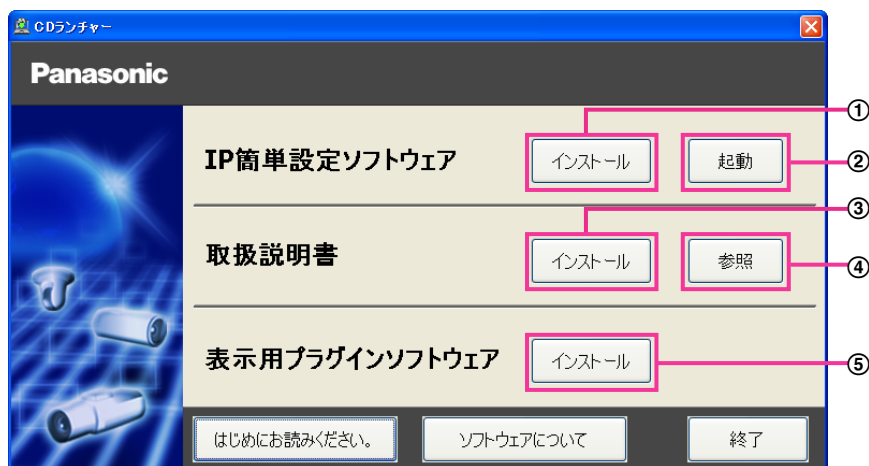 CDランチャー
Panasonic
①
IP簡単設定ソフトウェア インストール 起動 ②
③
取扱説明書 インストール 参照 ④
表示用プラグインソフトウェア インストール ⑤
はじめにお読みください。 ソフトウェアについて 終了